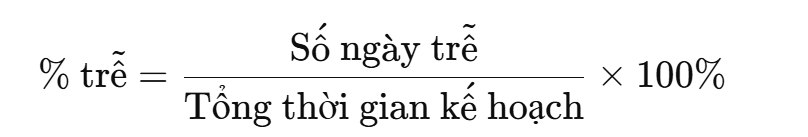 % trễ = Số ngày trễ / Tổng thời gian kế hoạch × 100%